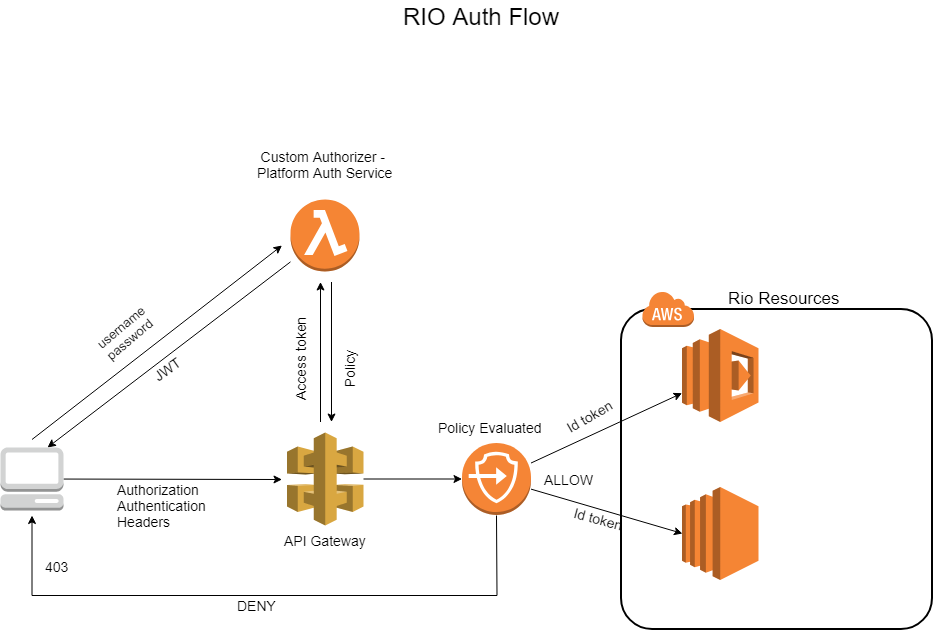 RIO Auth Flow
Custom Authorizer -
Platform Auth Service
username
password
JWT
Access token
Policy
AWS
Rio Resources
Policy Evaluated
Id token
ALLOW
Id token
Authorization
Authentication
Headers
API Gateway
403
DENY